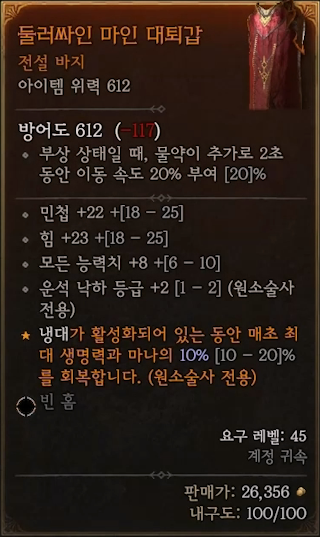 둘러싸인 마인 대퇴갑
전설 바지
아이템 위력 612
방어도 612 (-117)
부상 상태일 때, 물약이 추가로 2초
동안 이동 속도 20% 부여 [20]%
민첩 +22 +[18 – 25]
힘 +23 +[18 – 25]
모든 능력치 +8 +[6 – 10]
운석 낙하 등급 +2 [1 – 2] (원소술사
전용)
냉대가 활성화되어 있는 동안 매초 최
대 생명력과 마나의 10% [10 – 20]%
를 회복합니다. (원소술사 전용)
빈 홈
요구 레벨: 45
계정 귀속
판매가: 26,356
내구도: 100/100